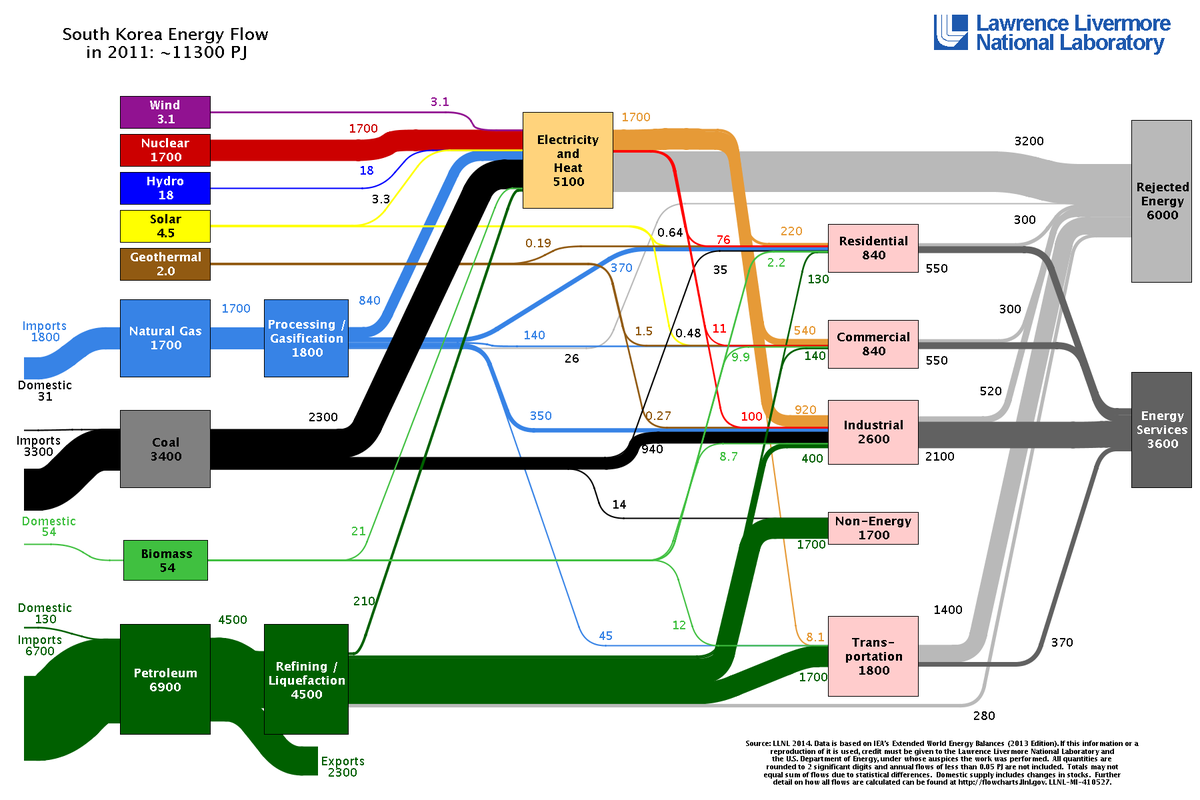 South Korea Energy Flow
in 2011: ~11300 PJ
Lawrence Livermore
National Laboratory
Wind
3.1
3.1
Nuclear
1700
1700
Hydro
18
18
Solar
4.5
3.3
Geothermal
2.0
0.19
Electricity
and
Heat
5100
1700
3200
Rejected
Energy
6000
300
0.64
76
220
Residential
840
550
370
35
2.2
130
Imports
1800
Natural Gas
1700
1700
Processing /
Gasification
1800
840
Domestic
31
140
26
1.5
0.48
11
540
Commercial
840
300
550
9.9
140
520
Imports
3300
Coal
3400
2300
350
0.27
100
920
Industrial
2600
2100
Energy
Services
3600
940
8.7
400
14
Non-Energy
1700
1700
Domestic
54
Biomass
54
21
Domestic
130
Imports
6700
4500
210
Petroleum
6900
Refining /
Liquefaction
4500
45
12
8.1
Trans-
portation
1800
1700
1400
370
280
Exports
2300
Source: LLNL 2014. Data is based on IEA's Extended World Energy Balances (2013 Edition). If this information or a
reproduction of it is used, credit must be given to the Lawrence Livermore National Laboratory and
the U.S. Department of Energy, under whose auspices the work was performed. All quantities are
rounded to 2 significant digits and annual flows of less than 0.05 PJ are not included. Totals may not
equal sum of flows due to statistical differences. Domestic supply includes changes in stocks. Further
detail on how all flows are calculated can be found at http://flowcharts.llnl.gov. LLNL-MI-410527.